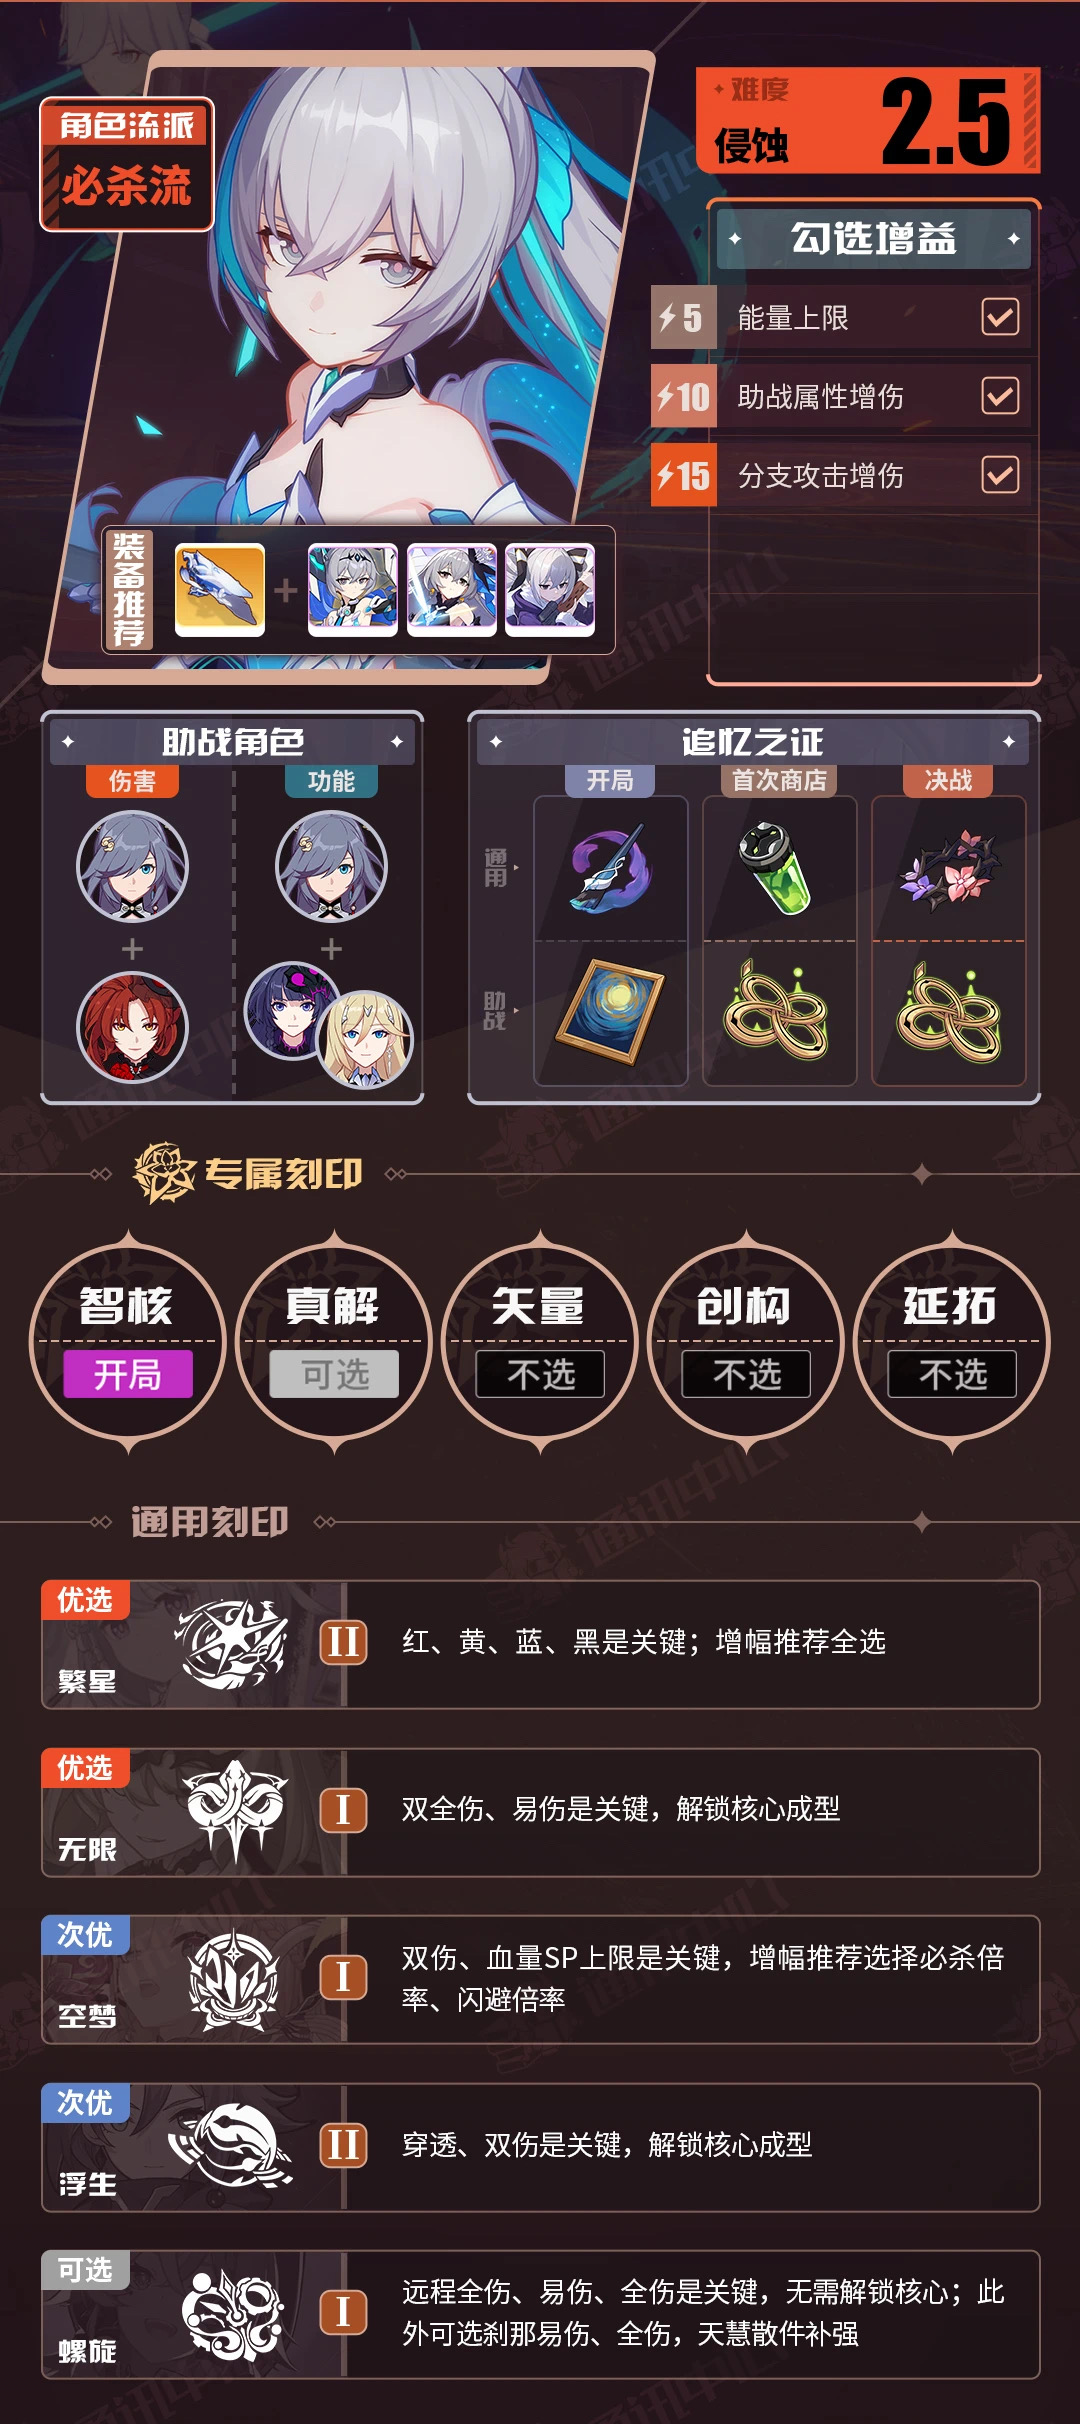 角色流派
必杀流
难度
侵蚀
2.5
勾选增益
5
能量上限
10
助战属性增伤
15
分支攻击增伤
装备推荐
助战角色
伤害
功能
追忆之证
开局
首次商店
决战
通用
助战
专属刻印
智核
开局
真解
可选
矢量
不选
创构
不选
延拓
不选
通用刻印
优选
繁星
II
红、黄、蓝、黑是关键；增幅推荐全选
优选
无限
I
双全伤、易伤是关键，解锁核心成型
次优
空梦
I
双伤、血量SP上限是关键，增幅推荐选择必杀倍
率、闪避倍率
次优
浮生
II
穿透、双伤是关键，解锁核心成型
可选
螺旋
I
远程全伤、易伤、全伤是关键，无需解锁核心；此
外可选刹那易伤、全伤，天慧散件补强